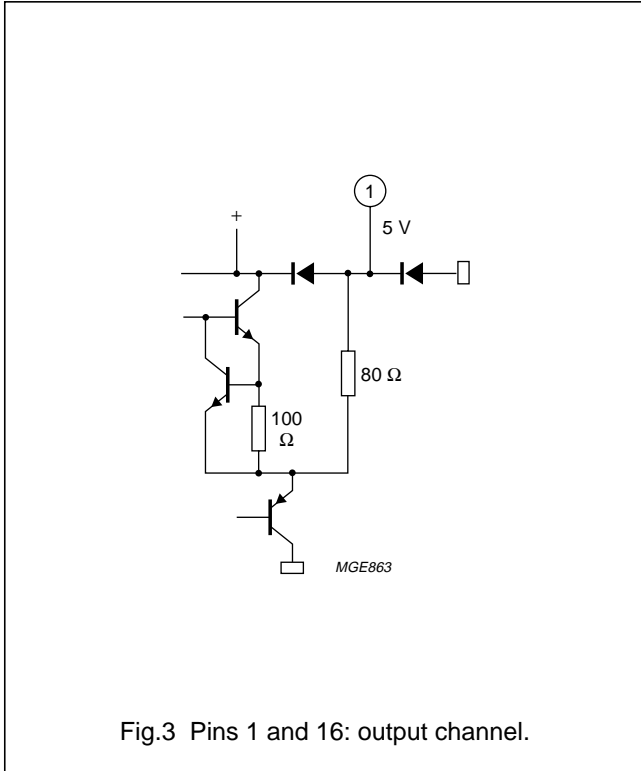 1
+
5 V
80 Ω
100
Ω
MGE863
Fig.3 Pins 1 and 16: output channel.